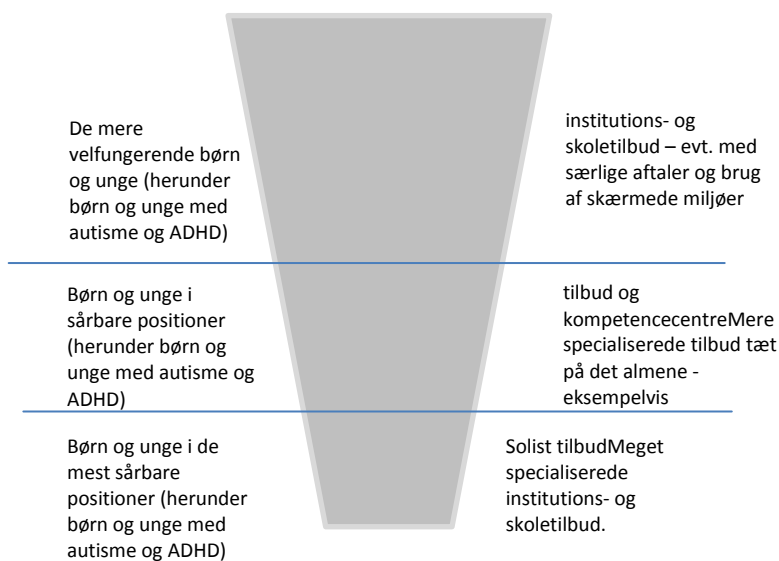 De mere
velfungerende børn
og unge (herunder
børn og unge med
autisme og ADHD)
institutions- og
skoletilbud – evt. med
særlige aftaler og brug
af skærmede miljøer
Børn og unge i
sårbare positioner
(herunder børn og
unge med autisme og
ADHD)
tilbud og
kompetencecentreMere
specialiserede tilbud tæt
på det almene -
eksempelvis
Børn og unge i de
mest sårbare
positioner (herunder
børn og unge med
autisme og ADHD)
Solist tilbudMeget
specialiserede
institutions- og
skoletilbud.